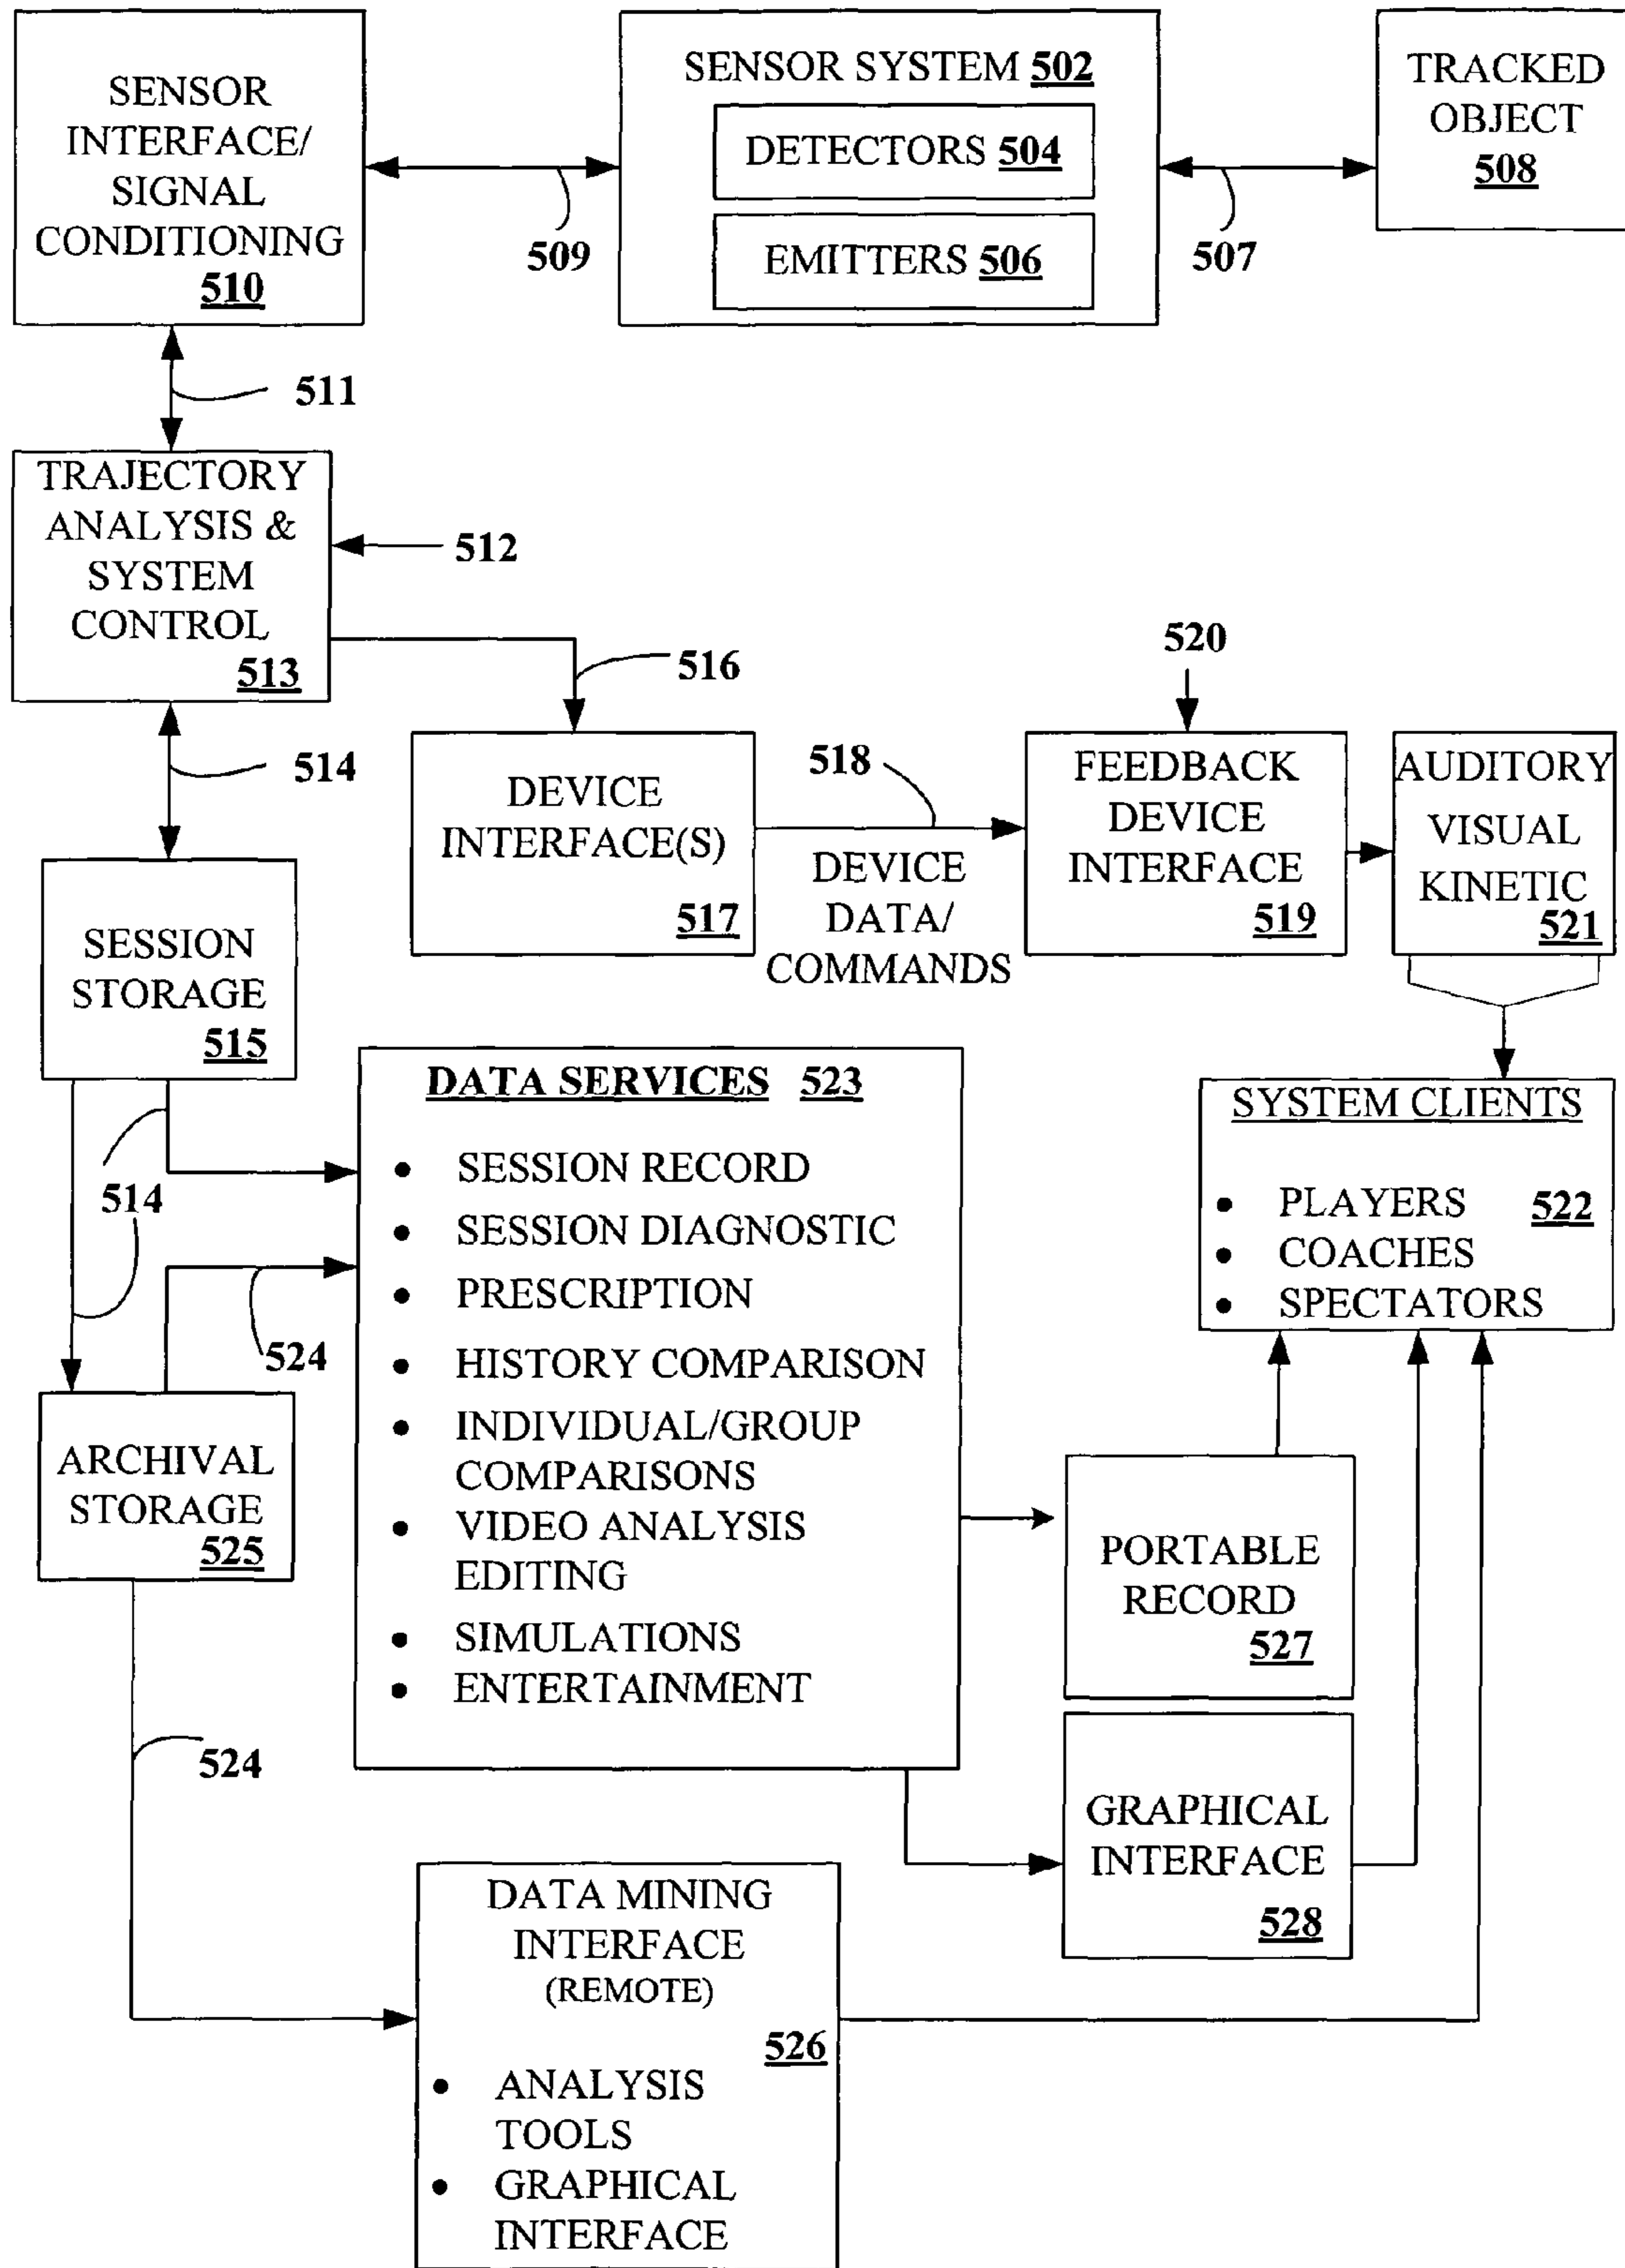 SENSOR
INTERFACE/
SIGNAL
CONDITIONING
510
SENSOR SYSTEM 502
DETECTORS 504
EMITTERS 506
TRACKED
OBJECT
508
509
507
511
TRAJECTORY
ANALYSIS &
SYSTEM
CONTROL
513
512
516
520
514
DEVICE
INTERFACE(S)
517
518
DEVICE
DATA/
COMMANDS
FEEDBACK
DEVICE
INTERFACE
519
AUDITORY
VISUAL
KINETIC
521
SESSION
STORAGE
515
514
524
DATA SERVICES 523
• SESSION RECORD
• SESSION DIAGNOSTIC
• PRESCRIPTION
• HISTORY COMPARISON
• INDIVIDUAL/GROUP
COMPARISONS
• VIDEO ANALYSIS
EDITING
• SIMULATIONS
• ENTERTAINMENT
SYSTEM CLIENTS
522
• PLAYERS
• COACHES
• SPECTATORS
ARCHIVAL
STORAGE
525
524
PORTABLE
RECORD
527
GRAPHICAL
INTERFACE
528
DATA MINING
INTERFACE
(REMOTE)
526
• ANALYSIS
TOOLS
• GRAPHICAL
INTERFACE